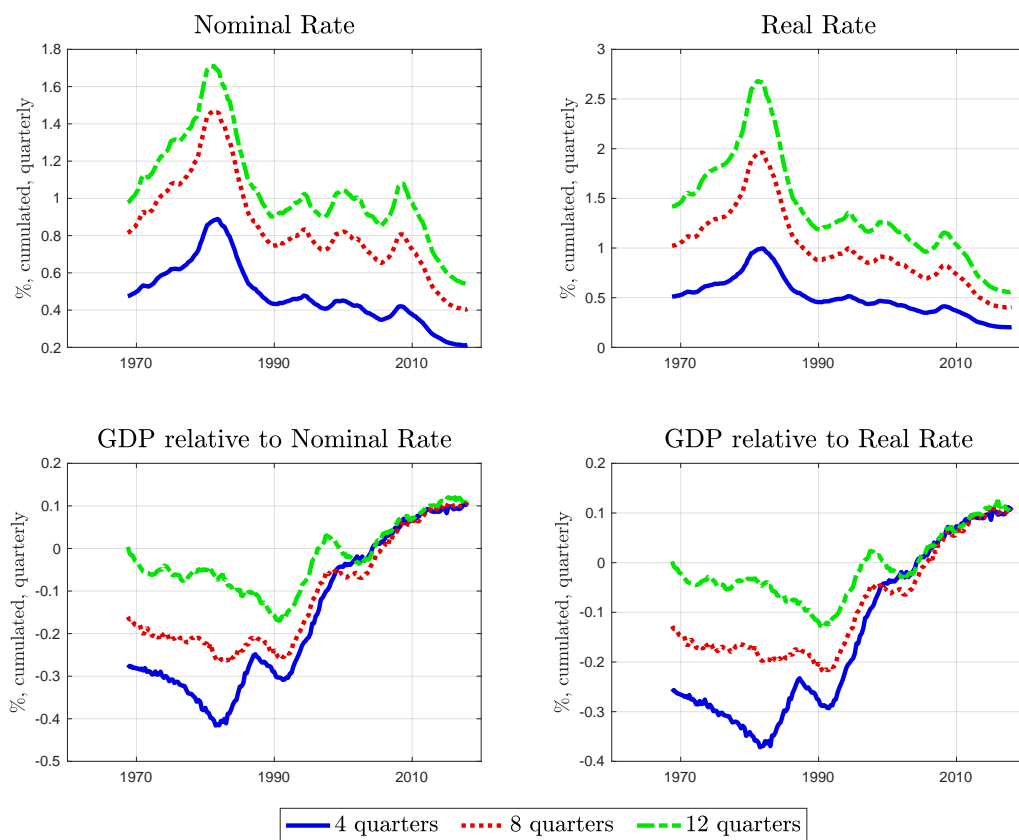 Nominal Rate
%, cumulated, quarterly
1.8
1.6
1.4
1.2
1
0.8
0.6
0.4
0.2
1970 1990 2010
Real Rate
%, cumulated, quarterly
3
2.5
2
1.5
1
0.5
0
1970 1990 2010
GDP relative to Nominal Rate
%, cumulated, quarterly
0.2
0.1
0
-0.1
-0.2
-0.3
-0.4
-0.5
1970 1990 2010
GDP relative to Real Rate
%, cumulated, quarterly
0.2
0.1
0
-0.1
-0.2
-0.3
-0.4
1970 1990 2010
4 quarters 8 quarters 12 quarters